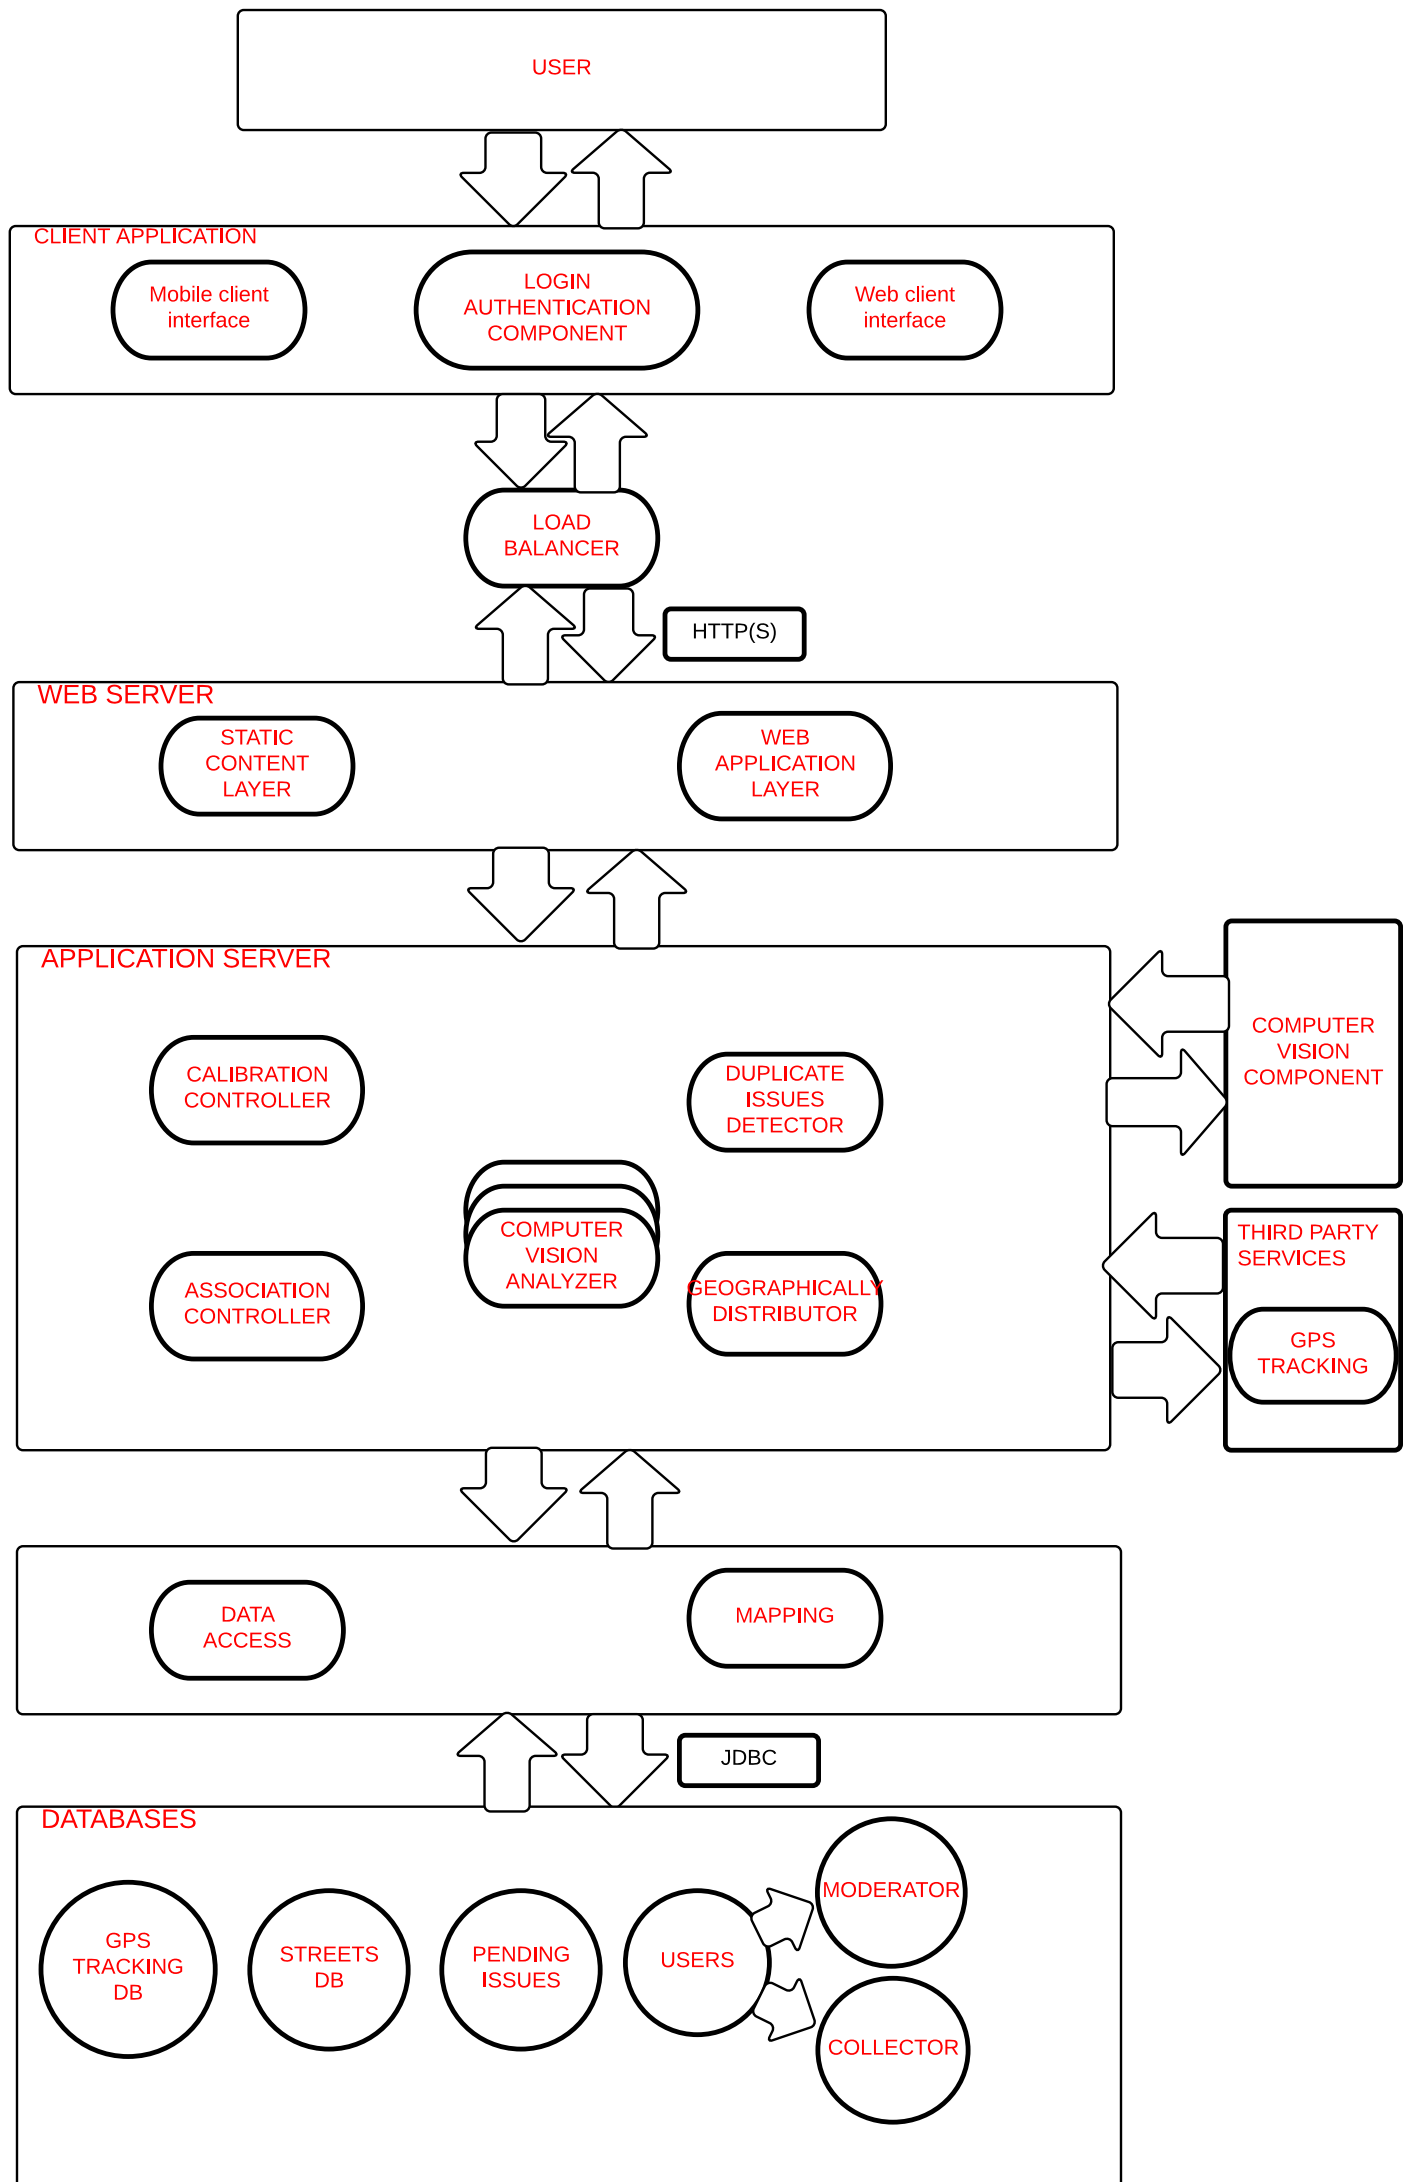 USER
CLIENT APPLICATION
Mobile client
interface
LOGIN
AUTHENTICATION
COMPONENT
Web client
interface
LOAD
BALANCER
HTTP(S)
WEB SERVER
STATIC
CONTENT
LAYER
WEB
APPLICATION
LAYER
APPLICATION SERVER
CALIBRATION
CONTROLLER
DUPLICATE
ISSUES
DETECTOR
COMPUTER
VISION
ANALYZER
ASSOCIATION
CONTROLLER
GEOGRAPHICALLY
DISTRIBUTOR
COMPUTER
VISION
COMPONENT
THIRD PARTY
SERVICES
GPS
TRACKING
DATA
ACCESS
MAPPING
JDBC
DATABASES
GPS
TRACKING
DB
STREETS
DB
PENDING
ISSUES
USERS
MODERATOR
COLLECTOR